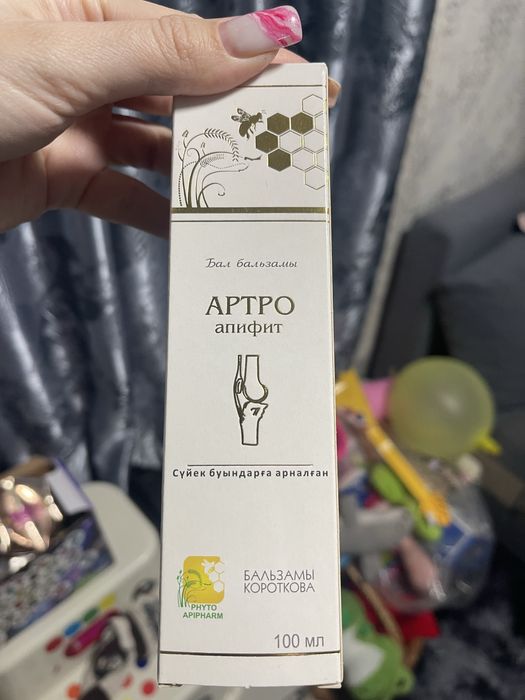 Бал бальзамы
АРТРО
апифит
Сүйек буындарға арналған
PHYTO
APIPHARM
БАЛЬЗАМЫ
КОРОТКОВА
100 мл